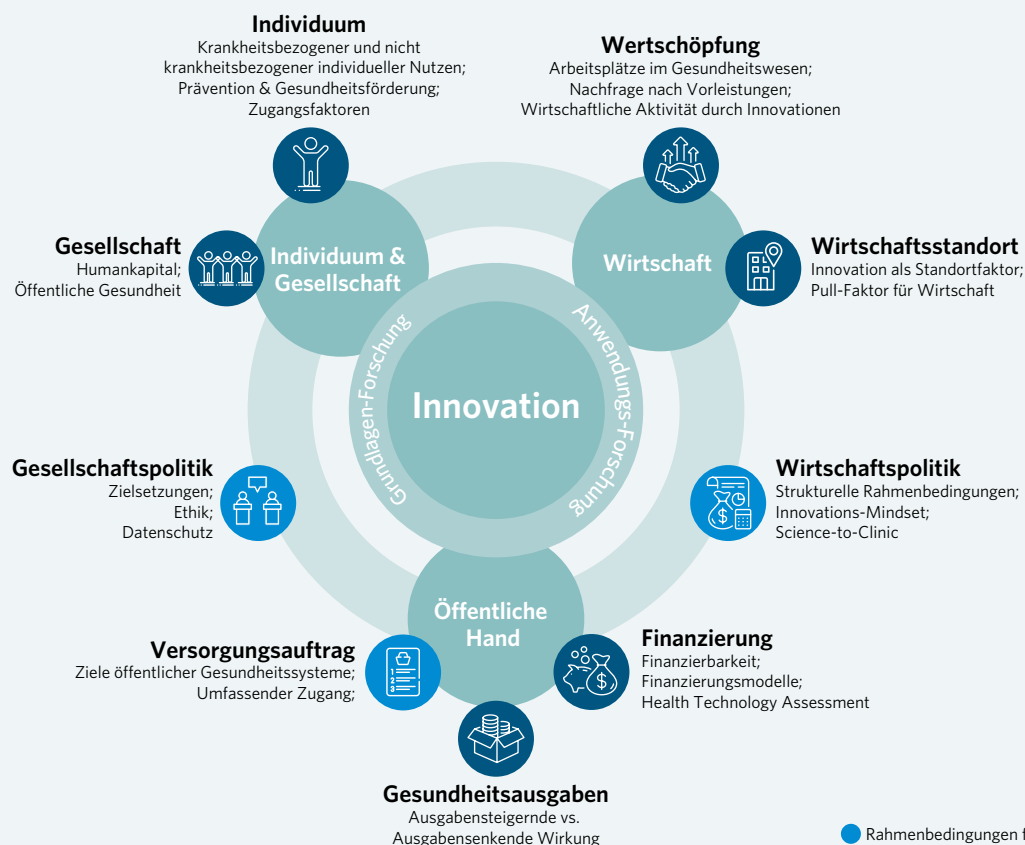 Individuum
Krankheitsbezogener und nicht
krankheitsbezogener individueller Nutzen;
Prävention & Gesundheitsförderung;
Zugangsfaktoren
Wertschöpfung
Arbeitsplätze im Gesundheitswesen;
Nachfrage nach Vorleistungen;
Wirtschaftliche Aktivität durch Innovationen
Gesellschaft
Humankapital;
Öffentliche Gesundheit
Individuum &
Gesellschaft
Wirtschaft
Wirtschaftsstandort
Innovation als Standortfaktor;
Pull-Faktor für Wirtschaft
Grundlagen-Forschung
Innovation
Anwendungs-Forschung
Gesellschaftspolitik
Zielsetzungen;
Ethik;
Datenschutz
Wirtschaftspolitik
Strukturelle Rahmenbedingungen;
Innovations-Mindset;
Science-to-Clinic
Öffentliche
Hand
Versorgungsauftrag
Ziele öffentlicher Gesundheitssysteme;
Umfassender Zugang;
1
2
3
Finanzierung
Finanzierbarkeit;
Finanzierungsmodelle;
Health Technology Assessment
Gesundheitsausgaben
Ausgabensteigernde vs.
Ausgabensenkende Wirkung
Rahmenbedingungen f